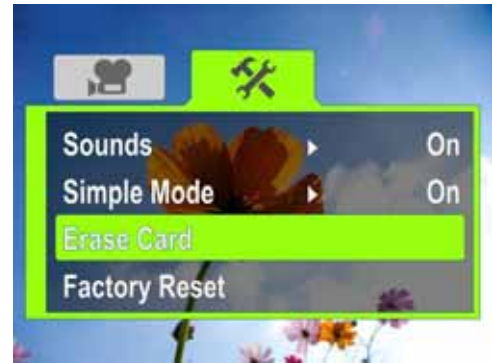 Sounds On
Simple Mode On
Erase Card
Factory Reset